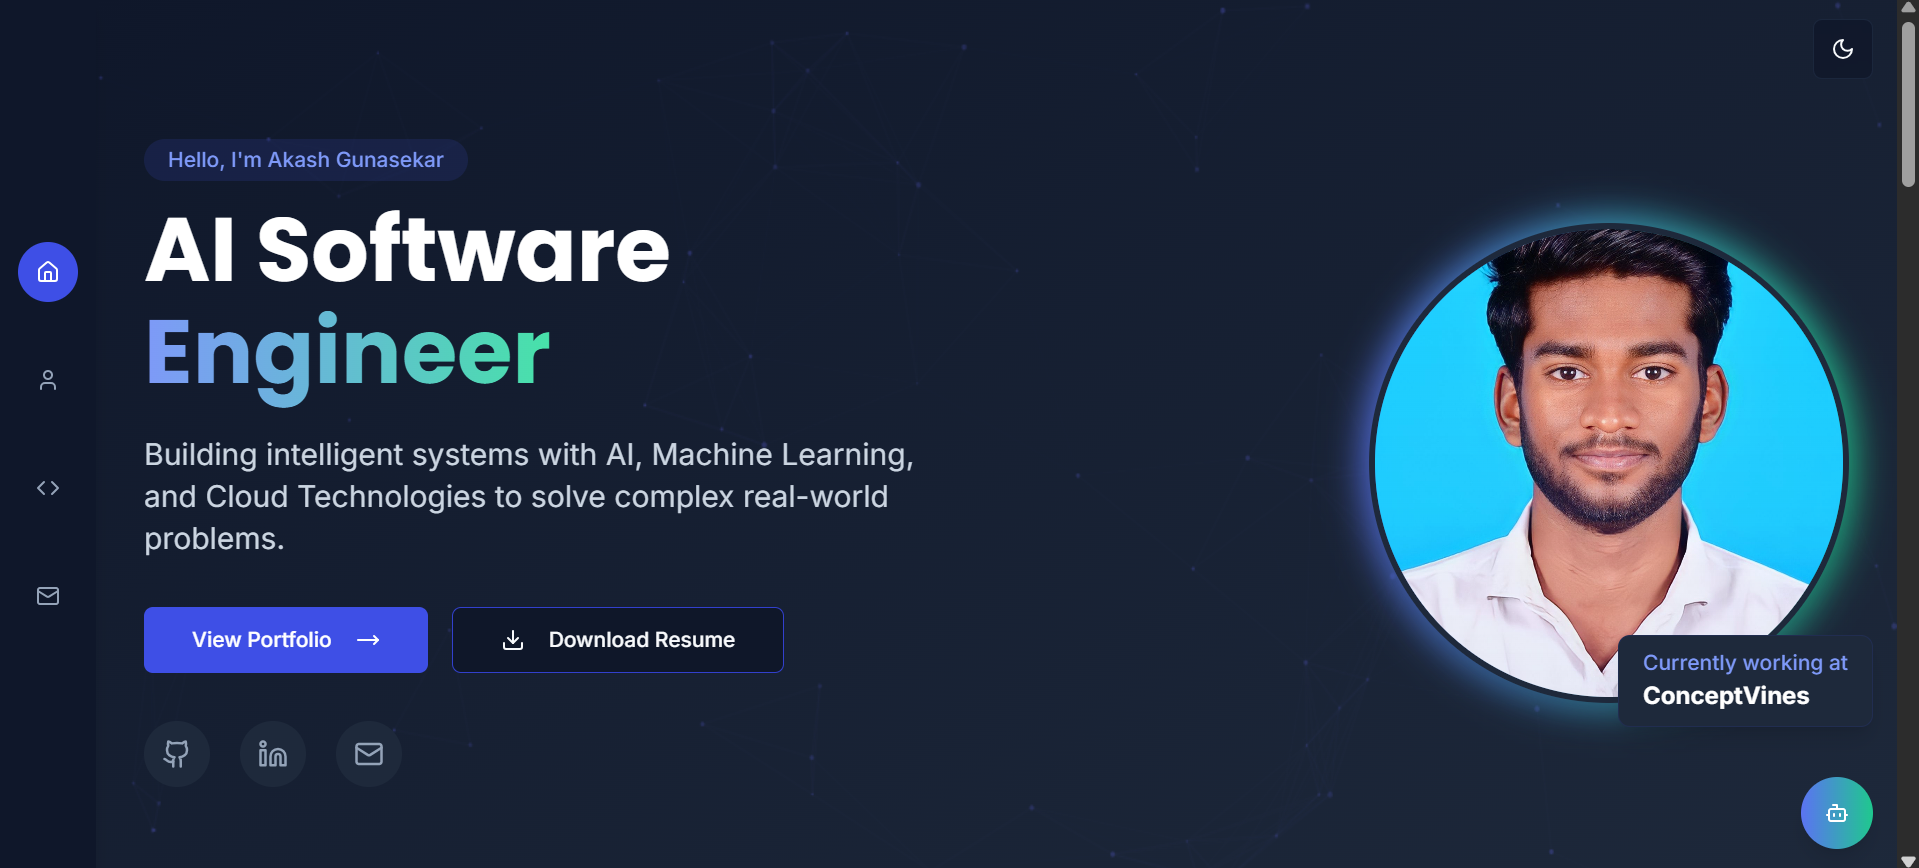 Hello, I'm Akash Gunasekar
AI Software
Engineer
Building intelligent systems with AI, Machine Learning,
and Cloud Technologies to solve complex real-world
problems.
View Portfolio
Download Resume
Currently working at
ConceptVines